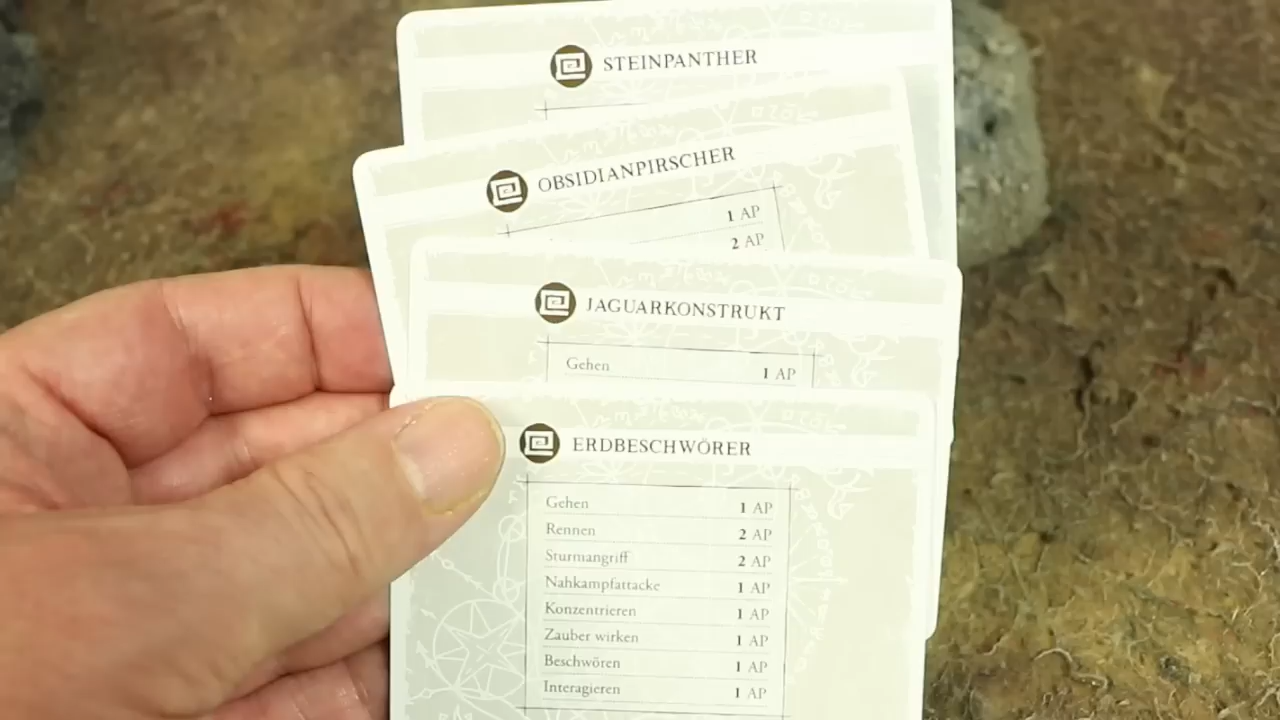 STEINPANTHER
OBSIDIANPIRSCHER
1 AP
2 AP
JAGUARKONSTRUKT
Gehen 1 AP
ERDBESCHWÖRER
Gehen 1 AP
Rennen 2 AP
Sturmangriff 2 AP
Nahkampfattacke 1 AP
Konzentrieren 1 AP
Zauber wirken 1 AP
Beschwören 1 AP
Interagieren 1 AP